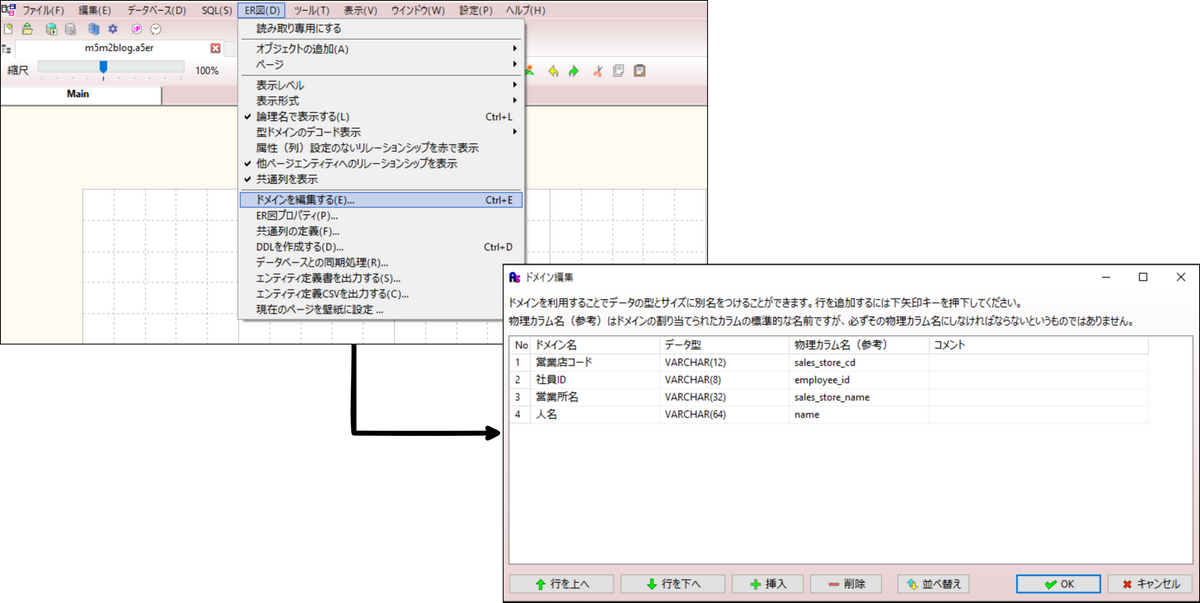 ファイル(F) 編集(E) データベース(D) SQL(S) ER図(D) ツール(T) 表示(V) ウインドウ(W) 設定(P) ヘルプ(H)
m5m2blog.a5er
縮尺 100%
Main
読み取り専用にする
オブジェクトの追加(A)
ページ
表示レベル
表示形式
論理名で表示する(L) Ctrl+L
型ドメインのデコード表示
属性（列）設定のないリレーションシップを赤で表示
他ページエンティティへのリレーションシップを表示
共通列を表示
ドメインを編集する(E)... Ctrl+E
ER図プロパティ(P)...
共通列の定義(F)...
DDLを作成する(D)... Ctrl+D
データベースとの同期処理(R)...
エンティティ定義書を出力する(S)...
エンティティ定義CSVを出力する(C)...
現在のページを壁紙に設定 ...
ドメイン編集
ドメインを利用することでデータの型とサイズに別名をつけることができます。行を追加するには下矢印キーを押下してください。
物理カラム名（参考）はドメインの割り当てられたカラムの標準的な名前ですが、必ずその物理カラム名にしなければならないというものではありません。
No ドメイン名 データ型 物理カラム名（参考） コメント
1 営業店コード VARCHAR(12) sales_store_cd
2 社員ID VARCHAR(8) employee_id
3 営業所名 VARCHAR(32) sales_store_name
4 人名 VARCHAR(64) name
行を上へ 行を下へ 挿入 削除 並べ替え OK キャンセル